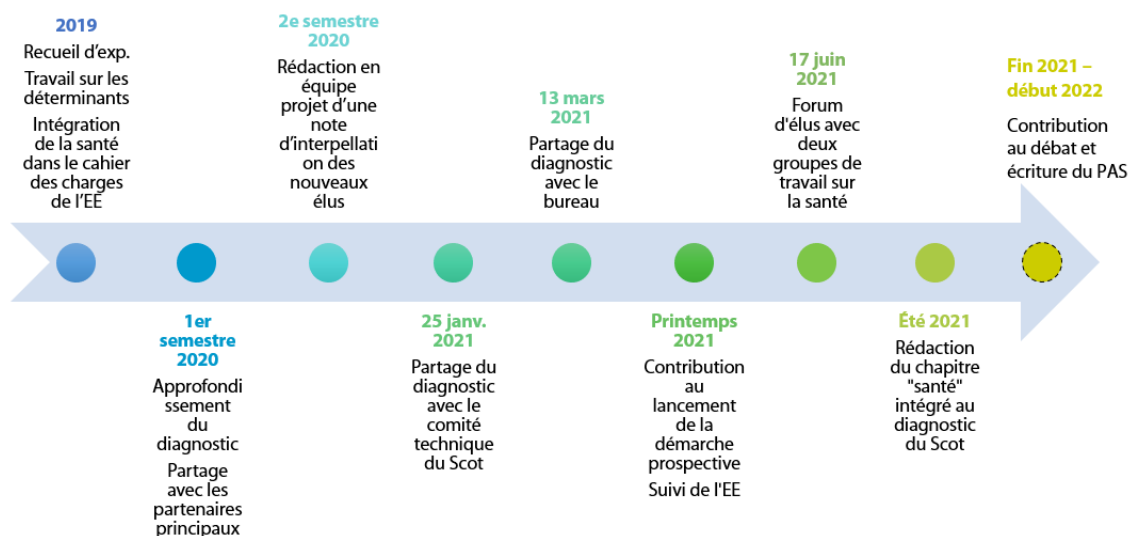 2019
Recueil d’exp.
Travail sur les
déterminants
Intégration
de la santé
dans le cahier
des charges
de l’EE
1er
semestre
2020
Approfondi
ssement
du
diagnostic
Partage
avec les
partenaires
principaux
2e semestre
2020
Rédaction en
équipe
projet d’une
note
d’interpellati
on des
nouveaux
élus
25 janv.
2021
Partage du
diagnostic
avec le
comité
technique
du Scot
13 mars
2021
Partage du
diagnostic
avec le
bureau
Printemps
2021
Contribution
au
lancement
de la
démarche
prospective
Suivi de l'EE
17 juin
2021
Forum
d'élus avec
deux
groupes de
travail sur
la santé
Été 2021
Rédaction
du chapitre
"santé"
intégré au
diagnostic
du Scot
Fin 2021 –
début 2022
Contribution
au débat et
écriture du PAS